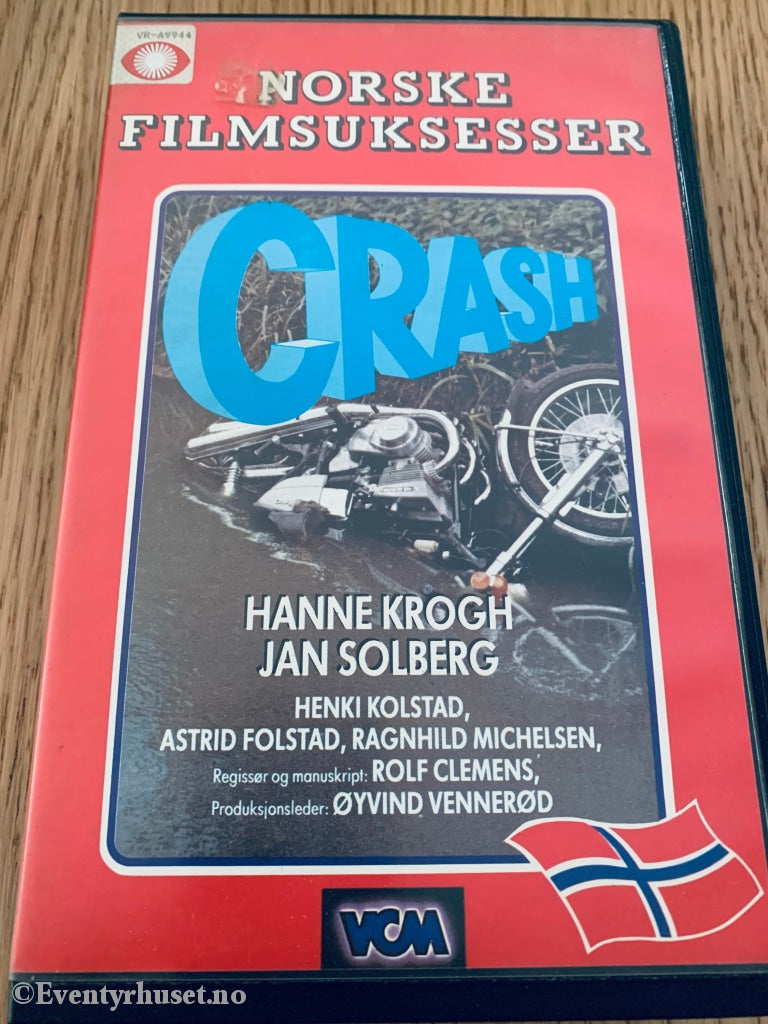 VR-A9944
NORSKE
FILMSUKSESSER
CRASH
HANNE KROGH
JAN SOLBERG
HENKI KOLSTAD,
ASTRID FOLSTAD, RAGNHILD MICHELSEN,
Regissør og manuskript: ROLF CLEMENS,
Produksjonsleder: ØYVIND VENNERØD
VCM
©Eventyrhuset.no